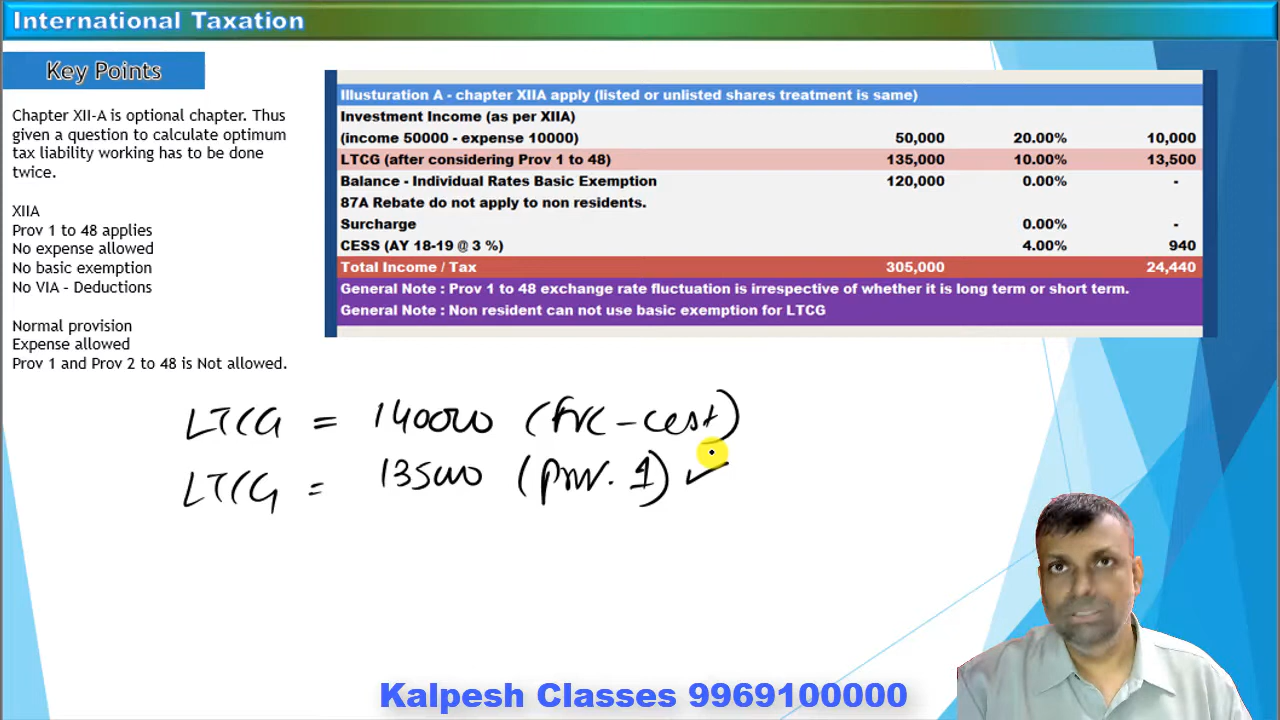 International Taxation
Key Points
Chapter XII-A is optional chapter. Thus
given a question to calculate optimum
tax liability working has to be done
twice.
XIIA
Prov 1 to 48 applies
No expense allowed
No basic exemption
No VIA - Deductions
Normal provision
Expense allowed
Prov 1 and Prov 2 to 48 is Not allowed.
Illusturation A - chapter XIIA apply (listed or unlisted shares treatment is same)
Investment Income (as per XIIA)
(income 50000 - expense 10000) 50,000 20.00% 10,000
LTCG (after considering Prov 1 to 48) 135,000 10.00% 13,500
Balance - Individual Rates Basic Exemption 120,000 0.00% -
87A Rebate do not apply to non residents.
Surcharge 0.00% -
CESS (AY 18-19 @ 3 %) 4.00% 940
Total Income / Tax 305,000 24,440
General Note : Prov 1 to 48 exchange rate fluctuation is irrespective of whether it is long term or short term.
General Note : Non resident can not use basic exemption for LTCG
LTCG = 140000 (FVC - cost)
LTCG = 135000 (prov. 1) ✓
Kalpesh Classes 9969100000